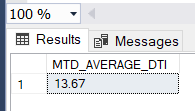 100 %
Results Messages
MTD_AVERAGE_DTI
1 13.67